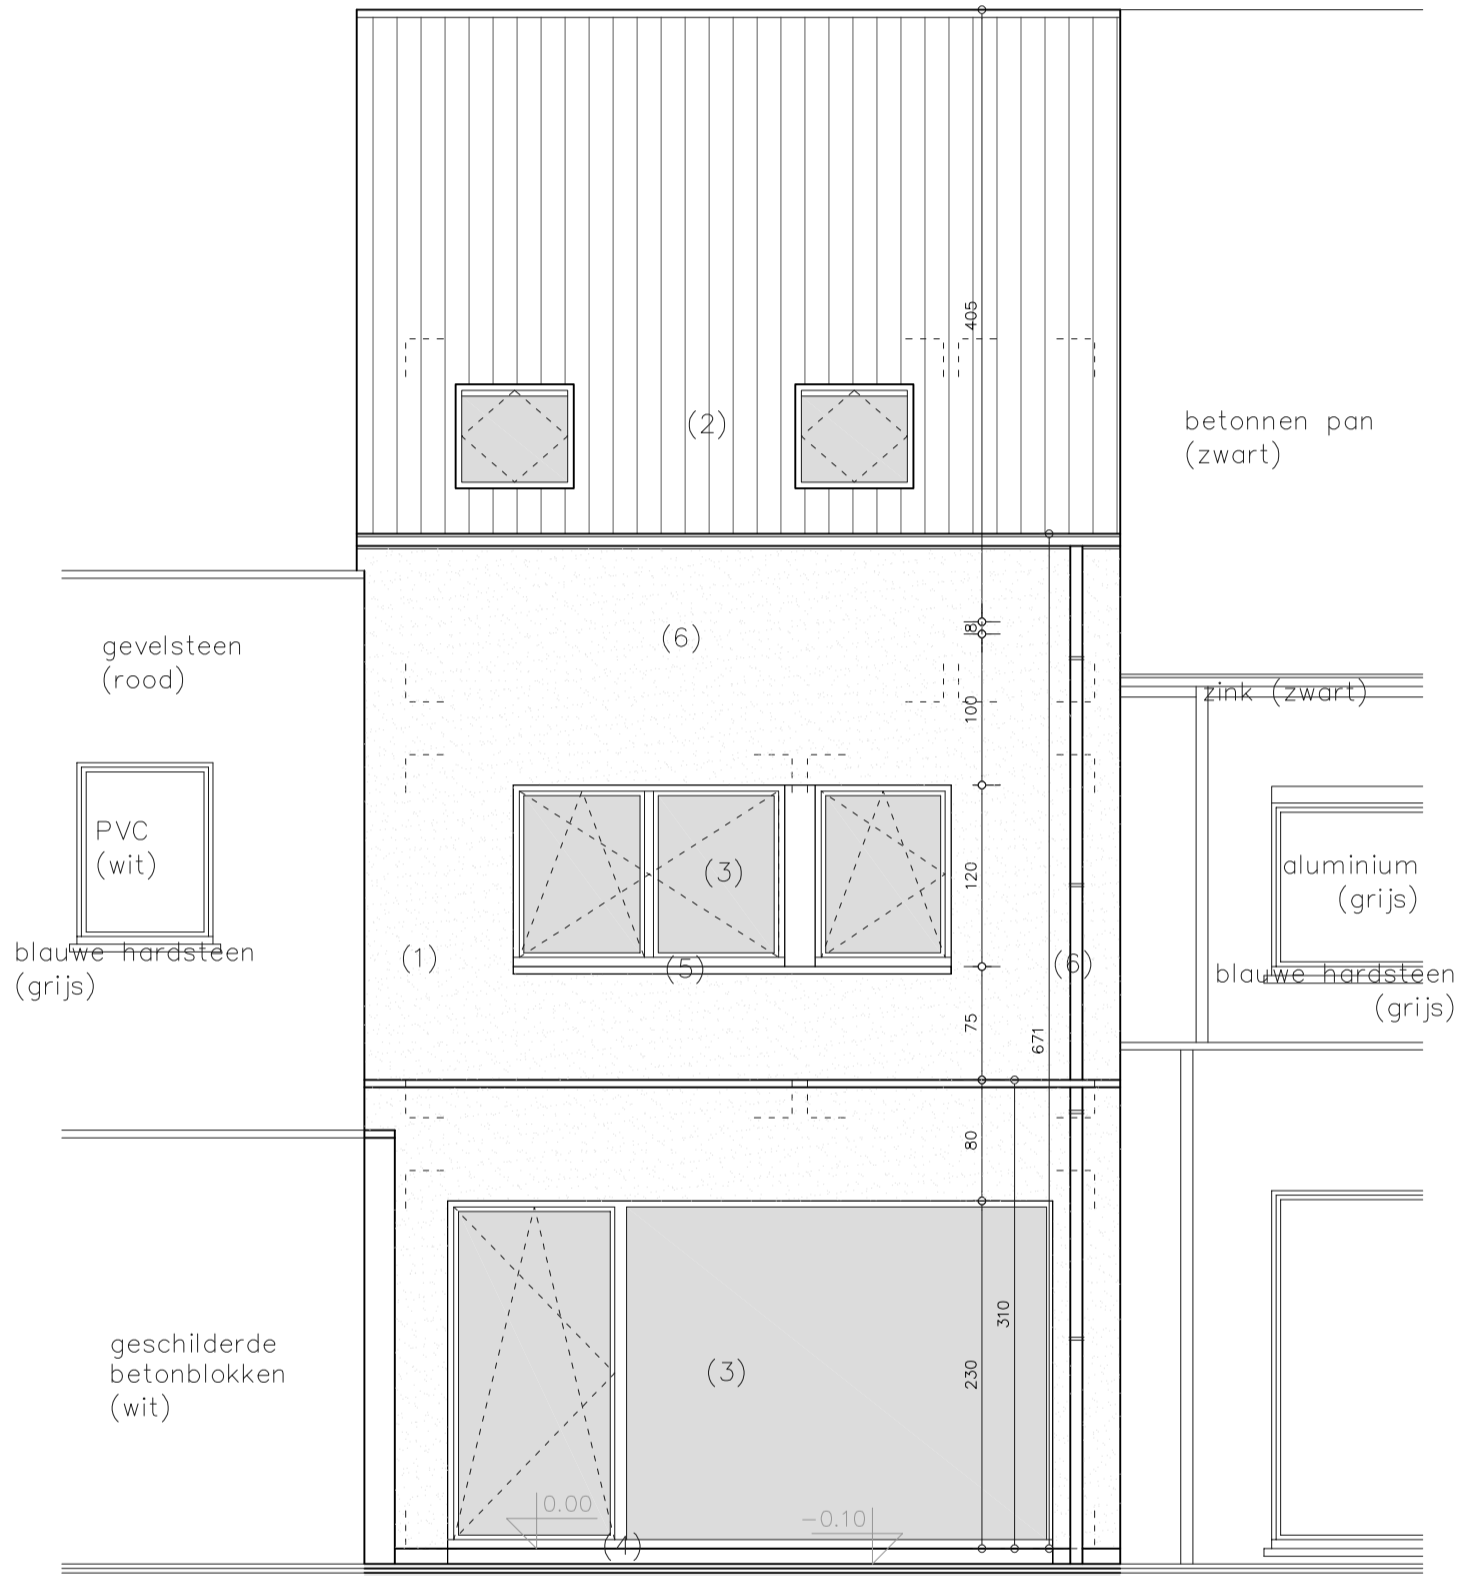 405
(2)
betonnen pan
(zwart)
gevelsteen
(rood)
(6)
8
zink (zwart)
100
PVC
(wit)
(3)
120
aluminium
(grijs)
blauwe hardsteen
(grijs)
(1)
(5)
(6)
blauwe hardsteen
(grijs)
75
671
80
310
geschilderde
betonblokken
(wit)
(3)
230
0.00
-0.10
(4)